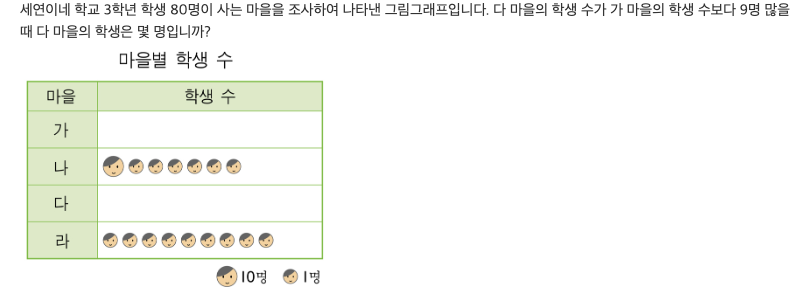 세연이네 학교 3학년 학생 80명이 사는 마을을 조사하여 나타낸 그림그래프입니다. 다 마을의 학생 수가 가 마을의 학생 수보다 9명 많을
때 다 마을의 학생은 몇 명입니까?
마을별 학생 수
마을 학생 수
가
나
다
라
10명 1명